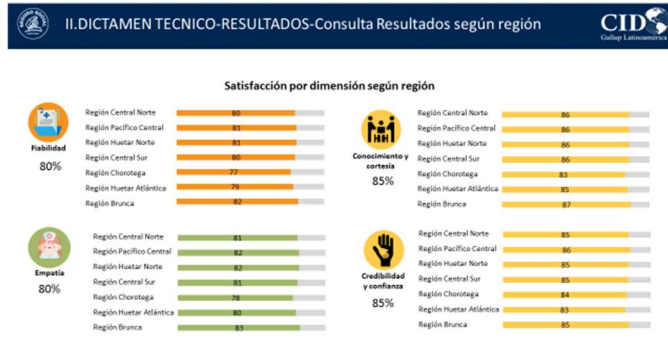 II.DICTAMEN TECNICO-RESULTADOS-Consulta Resultados según región
CID
Gallup Latinoamérica
Satisfacción por dimensión según región
Fiabilidad
80%
Región Central Norte 80
Región Pacífico Central 81
Región Huetar Norte 81
Región Central Sur 80
Región Chorotega 77
Región Huetar Atlántica 79
Región Brunca 82
Conocimiento y
cortesía
85%
Región Central Norte 86
Región Pacífico Central 86
Región Huetar Norte 86
Región Central Sur 86
Región Chorotega 83
Región Huetar Atlántica 85
Región Brunca 87
Empatía
80%
Región Central Norte 81
Región Pacífico Central 82
Región Huetar Norte 82
Región Central Sur 81
Región Chorotega 78
Región Huetar Atlántica 80
Región Brunca 83
Credibilidad
y confianza
85%
Región Central Norte 85
Región Pacífico Central 86
Región Huetar Norte 85
Región Central Sur 85
Región Chorotega 84
Región Huetar Atlántica 83
Región Brunca 85